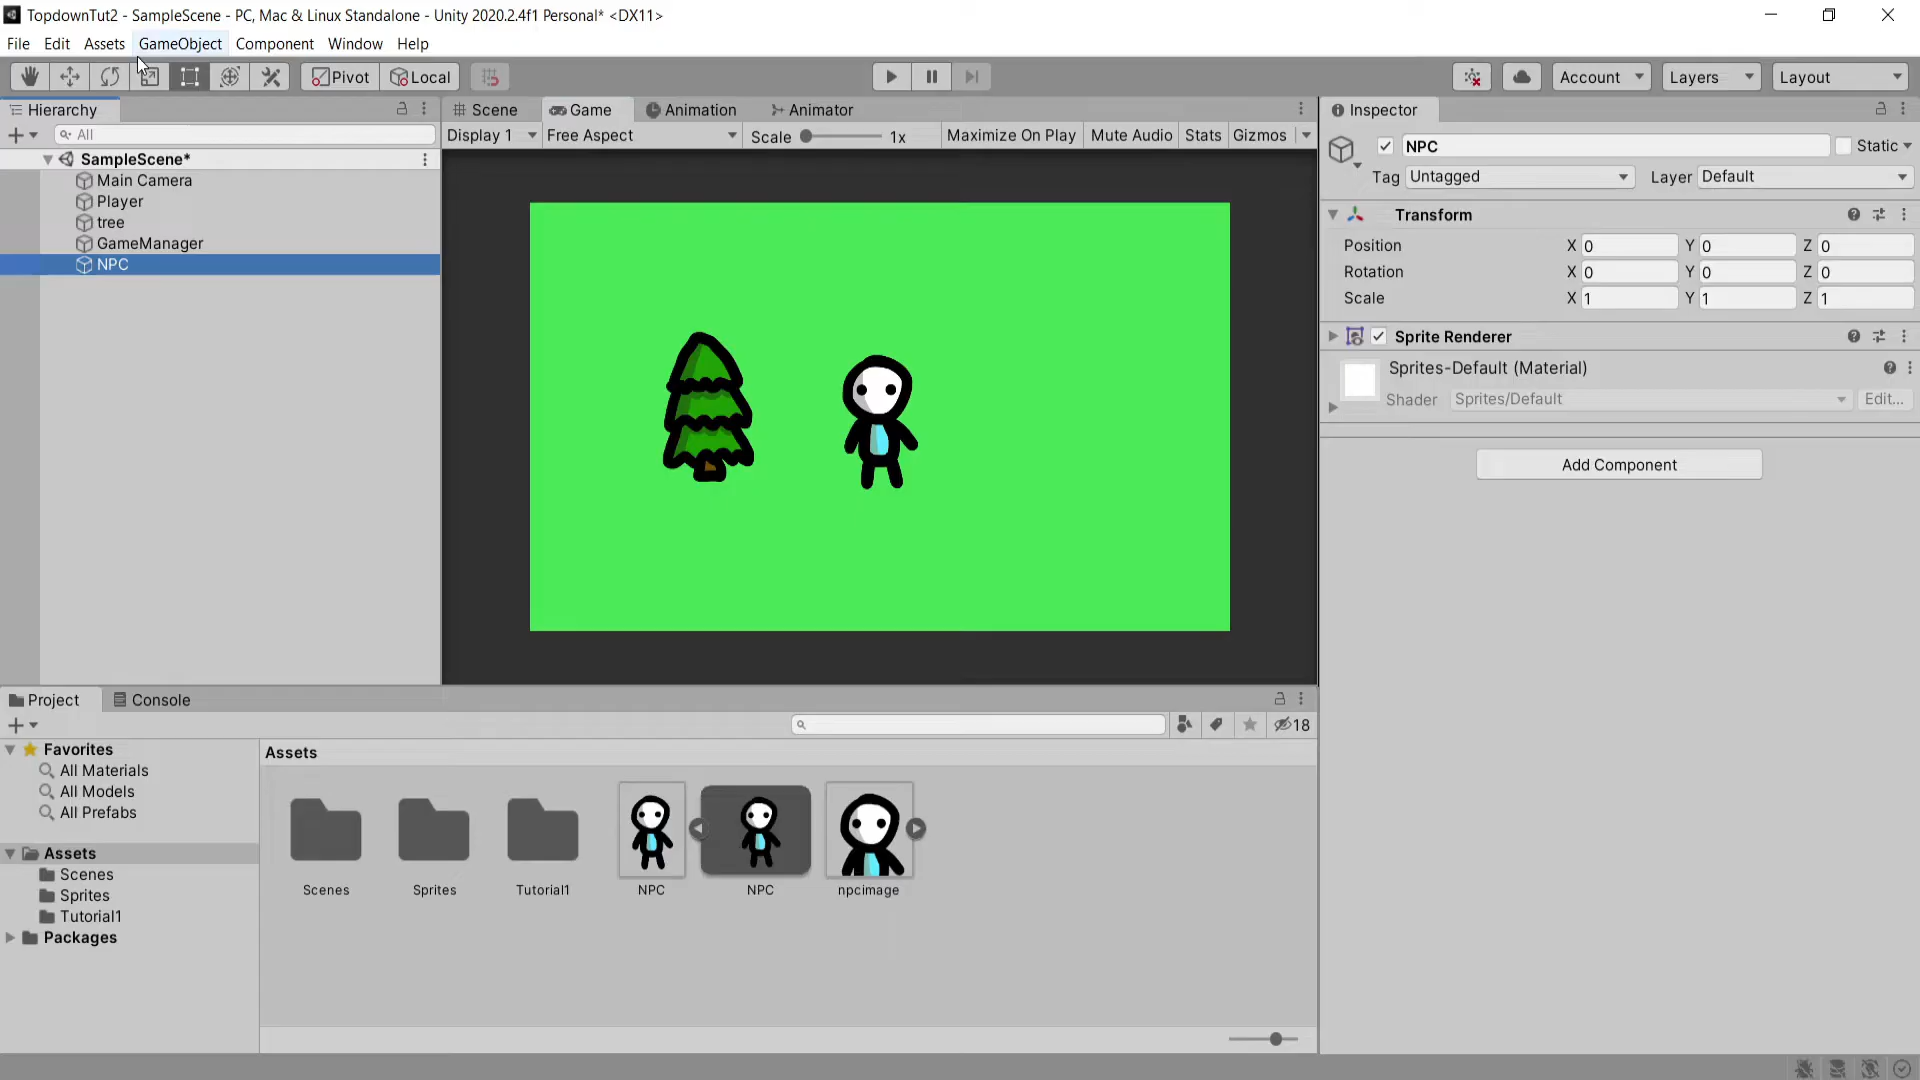 TopdownTut2 - SampleScene - PC, Mac & Linux Standalone - Unity 2020.2.4f1 Personal* <DX11>
File Edit Assets GameObject Component Window Help
Pivot Local Account Layers Layout
Hierarchy
All
SampleScene*
Main Camera
Player
tree
GameManager
NPC
Scene Game Animation Animator
Display 1 Free Aspect Scale 1x Maximize On Play Mute Audio Stats Gizmos
Inspector
NPC Static
Tag Untagged Layer Default
Transform
Position X 0 Y 0 Z 0
Rotation X 0 Y 0 Z 0
Scale X 1 Y 1 Z 1
Sprite Renderer
Sprites-Default (Material)
Shader Sprites/Default Edit...
Add Component
Project Console
18
Favorites
All Materials
All Models
All Prefabs
Assets
Scenes
Sprites
Tutorial1
Packages
Assets
Scenes Sprites Tutorial1 NPC NPC npcimage